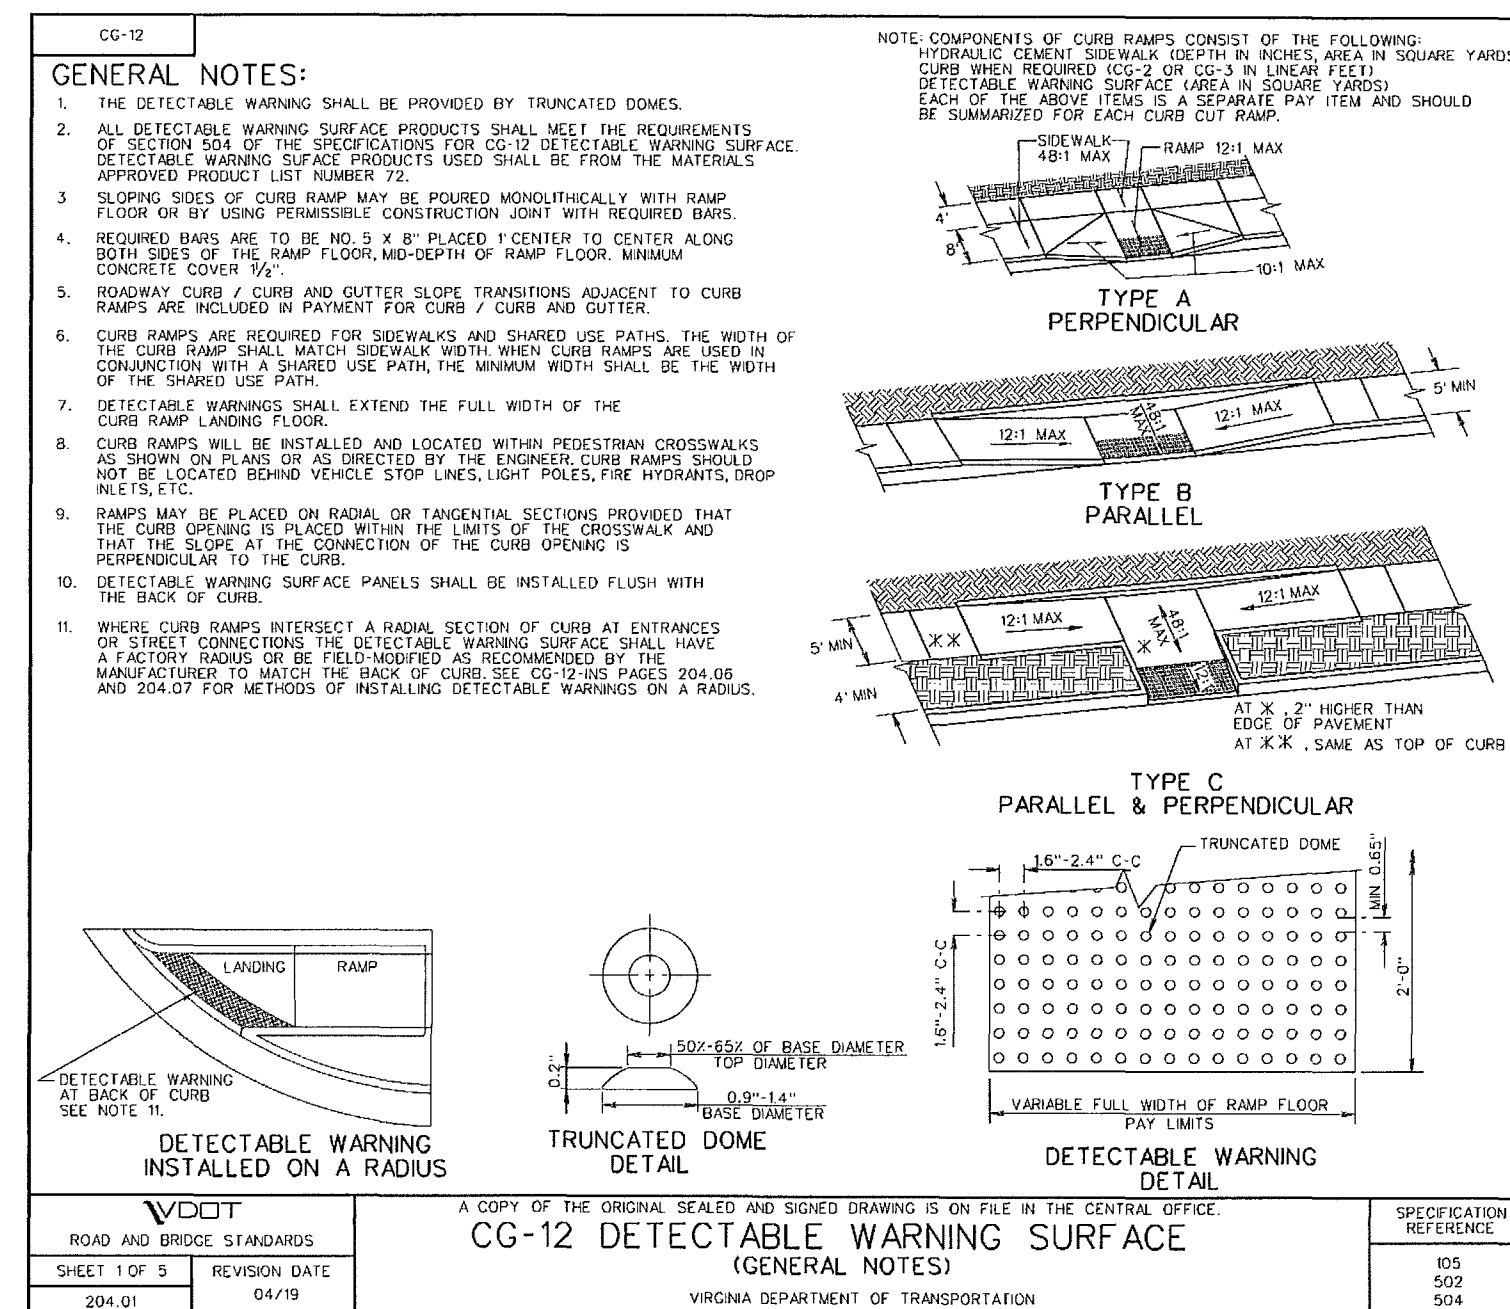 CG-12
GENERAL NOTES:
1. THE DETECTABLE WARNING SHALL BE PROVIDED BY TRUNCATED DOMES.
2. ALL DETECTABLE WARNING SURFACE PRODUCTS SHALL MEET THE REQUIREMENTS
OF SECTION 504 OF THE SPECIFICATIONS FOR CG-12 DETECTABLE WARNING SURFACE.
DETECTABLE WARNING SUFACE PRODUCTS USED SHALL BE FROM THE MATERIALS
APPROVED PRODUCT LIST NUMBER 72.
3 SLOPING SIDES OF CURB RAMP MAY BE POURED MONOLITHICALLY WITH RAMP
FLOOR OR BY USING PERMISSIBLE CONSTRUCTION JOINT WITH REQUIRED BARS.
4. REQUIRED BARS ARE TO BE NO. 5 X 8" PLACED 1' CENTER TO CENTER ALONG
BOTH SIDES OF THE RAMP FLOOR, MID-DEPTH OF RAMP FLOOR. MINIMUM
CONCRETE COVER 1½".
5. ROADWAY CURB / CURB AND GUTTER SLOPE TRANSITIONS ADJACENT TO CURB
RAMPS ARE INCLUDED IN PAYMENT FOR CURB / CURB AND GUTTER.
6. CURB RAMPS ARE REQUIRED FOR SIDEWALKS AND SHARED USE PATHS. THE WIDTH OF
THE CURB RAMP SHALL MATCH SIDEWALK WIDTH. WHEN CURB RAMPS ARE USED IN
CONJUNCTION WITH A SHARED USE PATH, THE MINIMUM WIDTH SHALL BE THE WIDTH
OF THE SHARED USE PATH.
7. DETECTABLE WARNINGS SHALL EXTEND THE FULL WIDTH OF THE
CURB RAMP LANDING FLOOR.
8. CURB RAMPS WILL BE INSTALLED AND LOCATED WITHIN PEDESTRIAN CROSSWALKS
AS SHOWN ON PLANS OR AS DIRECTED BY THE ENGINEER. CURB RAMPS SHOULD
NOT BE LOCATED BEHIND VEHICLE STOP LINES, LIGHT POLES, FIRE HYDRANTS, DROP
INLETS, ETC.
9. RAMPS MAY BE PLACED ON RADIAL OR TANGENTIAL SECTIONS PROVIDED THAT
THE CURB OPENING IS PLACED WITHIN THE LIMITS OF THE CROSSWALK AND
THAT THE SLOPE AT THE CONNECTION OF THE CURB OPENING IS
PERPENDICULAR TO THE CURB.
10. DETECTABLE WARNING SURFACE PANELS SHALL BE INSTALLED FLUSH WITH
THE BACK OF CURB.
11. WHERE CURB RAMPS INTERSECT A RADIAL SECTION OF CURB AT ENTRANCES
OR STREET CONNECTIONS THE DETECTABLE WARNING SURFACE SHALL HAVE
A FACTORY RADIUS OR BE FIELD-MODIFIED AS RECOMMENDED BY THE
MANUFACTURER TO MATCH THE BACK OF CURB. SEE CG-12-INS PAGES 204.06
AND 204.07 FOR METHODS OF INSTALLING DETECTABLE WARNINGS ON A RADIUS.
NOTE: COMPONENTS OF CURB RAMPS CONSIST OF THE FOLLOWING:
HYDRAULIC CEMENT SIDEWALK (DEPTH IN INCHES, AREA IN SQUARE YARDS
CURB WHEN REQUIRED (CG-2 OR CG-3 IN LINEAR FEET)
DETECTABLE WARNING SURFACE (AREA IN SQUARE YARDS)
EACH OF THE ABOVE ITEMS IS A SEPARATE PAY ITEM AND SHOULD
BE SUMMARIZED FOR EACH CURB CUT RAMP.
SIDEWALK
48:1 MAX
RAMP 12:1 MAX
4'
8'
10:1 MAX
TYPE A
PERPENDICULAR
5' MIN
12:1 MAX
48:1
MAX
12:1 MAX
TYPE B
PARALLEL
5' MIN
4' MIN
12:1 MAX
48:1
MAX
12:1 MAX
12:1
AT Ж , 2" HIGHER THAN
EDGE OF PAVEMENT
AT ЖЖ , SAME AS TOP OF CURB
TYPE C
PARALLEL & PERPENDICULAR
LANDING
RAMP
DETECTABLE WARNING
AT BACK OF CURB
SEE NOTE 11.
DETECTABLE WARNING
INSTALLED ON A RADIUS
0.2"
50%-65% OF BASE DIAMETER
TOP DIAMETER
0.9"-1.4"
BASE DIAMETER
TRUNCATED DOME
DETAIL
1.6"-2.4" C-C
TRUNCATED DOME
MIN 0.65"
1.6"-2.4" C-C
2'-0"
VARIABLE FULL WIDTH OF RAMP FLOOR
PAY LIMITS
DETECTABLE WARNING
DETAIL
VDOT
ROAD AND BRIDGE STANDARDS
SHEET 1 OF 5
REVISION DATE
04/19
204.01
A COPY OF THE ORIGINAL SEALED AND SIGNED DRAWING IS ON FILE IN THE CENTRAL OFFICE.
CG-12 DETECTABLE WARNING SURFACE
(GENERAL NOTES)
VIRGINIA DEPARTMENT OF TRANSPORTATION
SPECIFICATION
REFERENCE
105
502
504